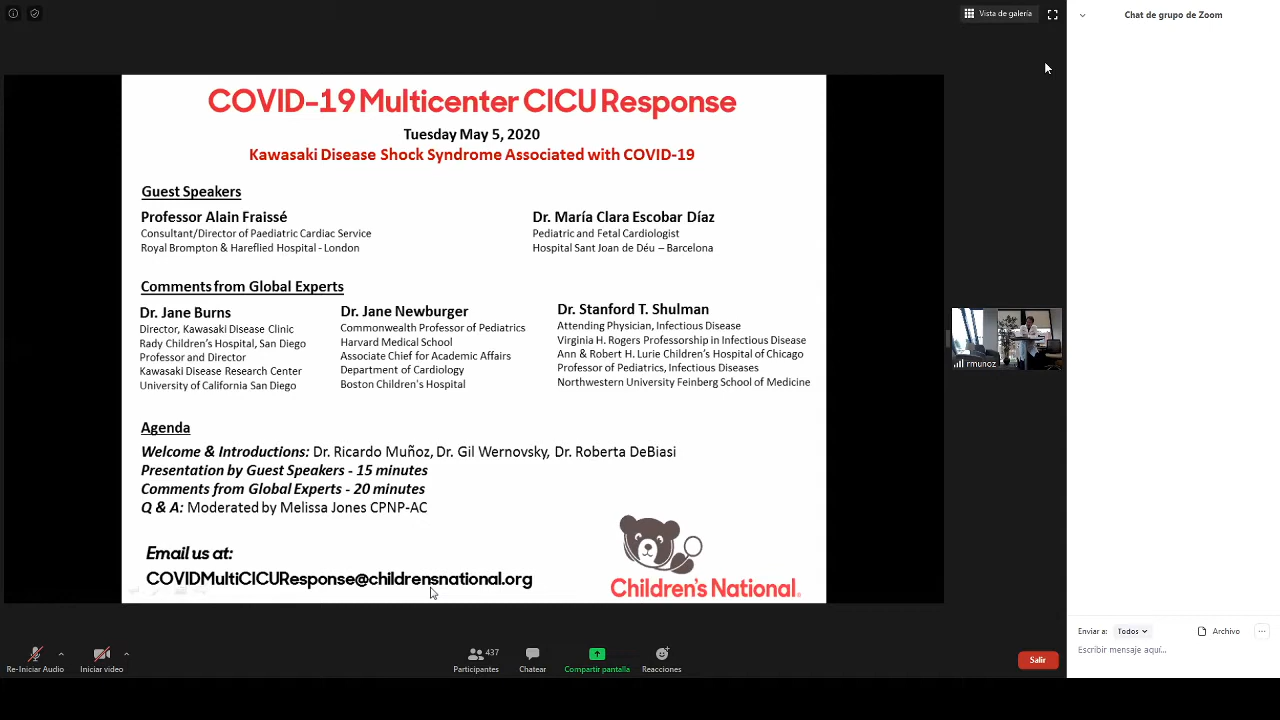 Vista de galería
Chat de grupo de Zoom
COVID-19 Multicenter CICU Response
Tuesday May 5, 2020
Kawasaki Disease Shock Syndrome Associated with COVID-19
Guest Speakers
Professor Alain Fraissé
Consultant/Director of Paediatric Cardiac Service
Royal Brompton & Hareflied Hospital - London
Dr. María Clara Escobar Díaz
Pediatric and Fetal Cardiologist
Hospital Sant Joan de Déu – Barcelona
Comments from Global Experts
Dr. Jane Burns
Director, Kawasaki Disease Clinic
Rady Children's Hospital, San Diego
Professor and Director
Kawasaki Disease Research Center
University of California San Diego
Dr. Jane Newburger
Commonwealth Professor of Pediatrics
Harvard Medical School
Associate Chief for Academic Affairs
Department of Cardiology
Boston Children's Hospital
Dr. Stanford T. Shulman
Attending Physician, Infectious Disease
Virginia H. Rogers Professorship in Infectious Disease
Ann & Robert H. Lurie Children's Hospital of Chicago
Professor of Pediatrics, Infectious Diseases
Northwestern University Feinberg School of Medicine
rmunoz
Agenda
Welcome & Introductions: Dr. Ricardo Muñoz, Dr. Gil Wernovsky, Dr. Roberta DeBiasi
Presentation by Guest Speakers - 15 minutes
Comments from Global Experts - 20 minutes
Q & A: Moderated by Melissa Jones CPNP-AC
Email us at:
COVIDMultiCICUResponse@childrensnational.org
Children's National®
Enviar a: Todos
Archivo
Escribir mensaje aquí...
Re-Iniciar Audio
Iniciar video
437
Participantes
Chatear
Compartir pantalla
Reacciones
Salir